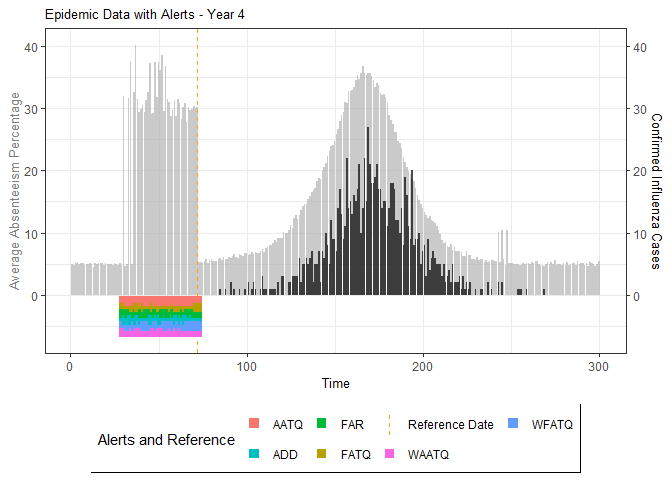 Epidemic Data with Alerts - Year 4
Average Absenteeism Percentage
40
30
20
10
0
40
30
20
10
0
Confirmed Influenza Cases
0
100
200
300
Time
Alerts and Reference
AATQ
FAR
Reference Date
WFATQ
ADD
FATQ
WAATQ